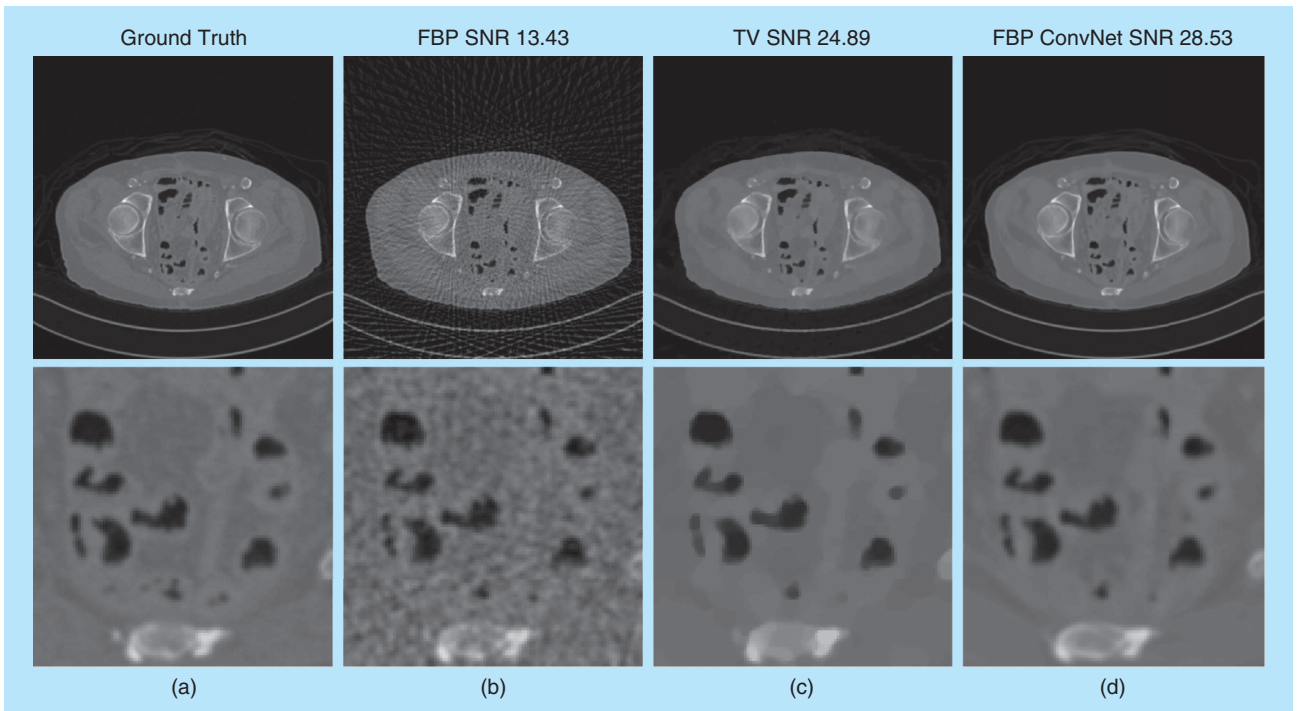 Ground Truth
FBP SNR 13.43
TV SNR 24.89
FBP ConvNet SNR 28.53
(a)
(b)
(c)
(d)